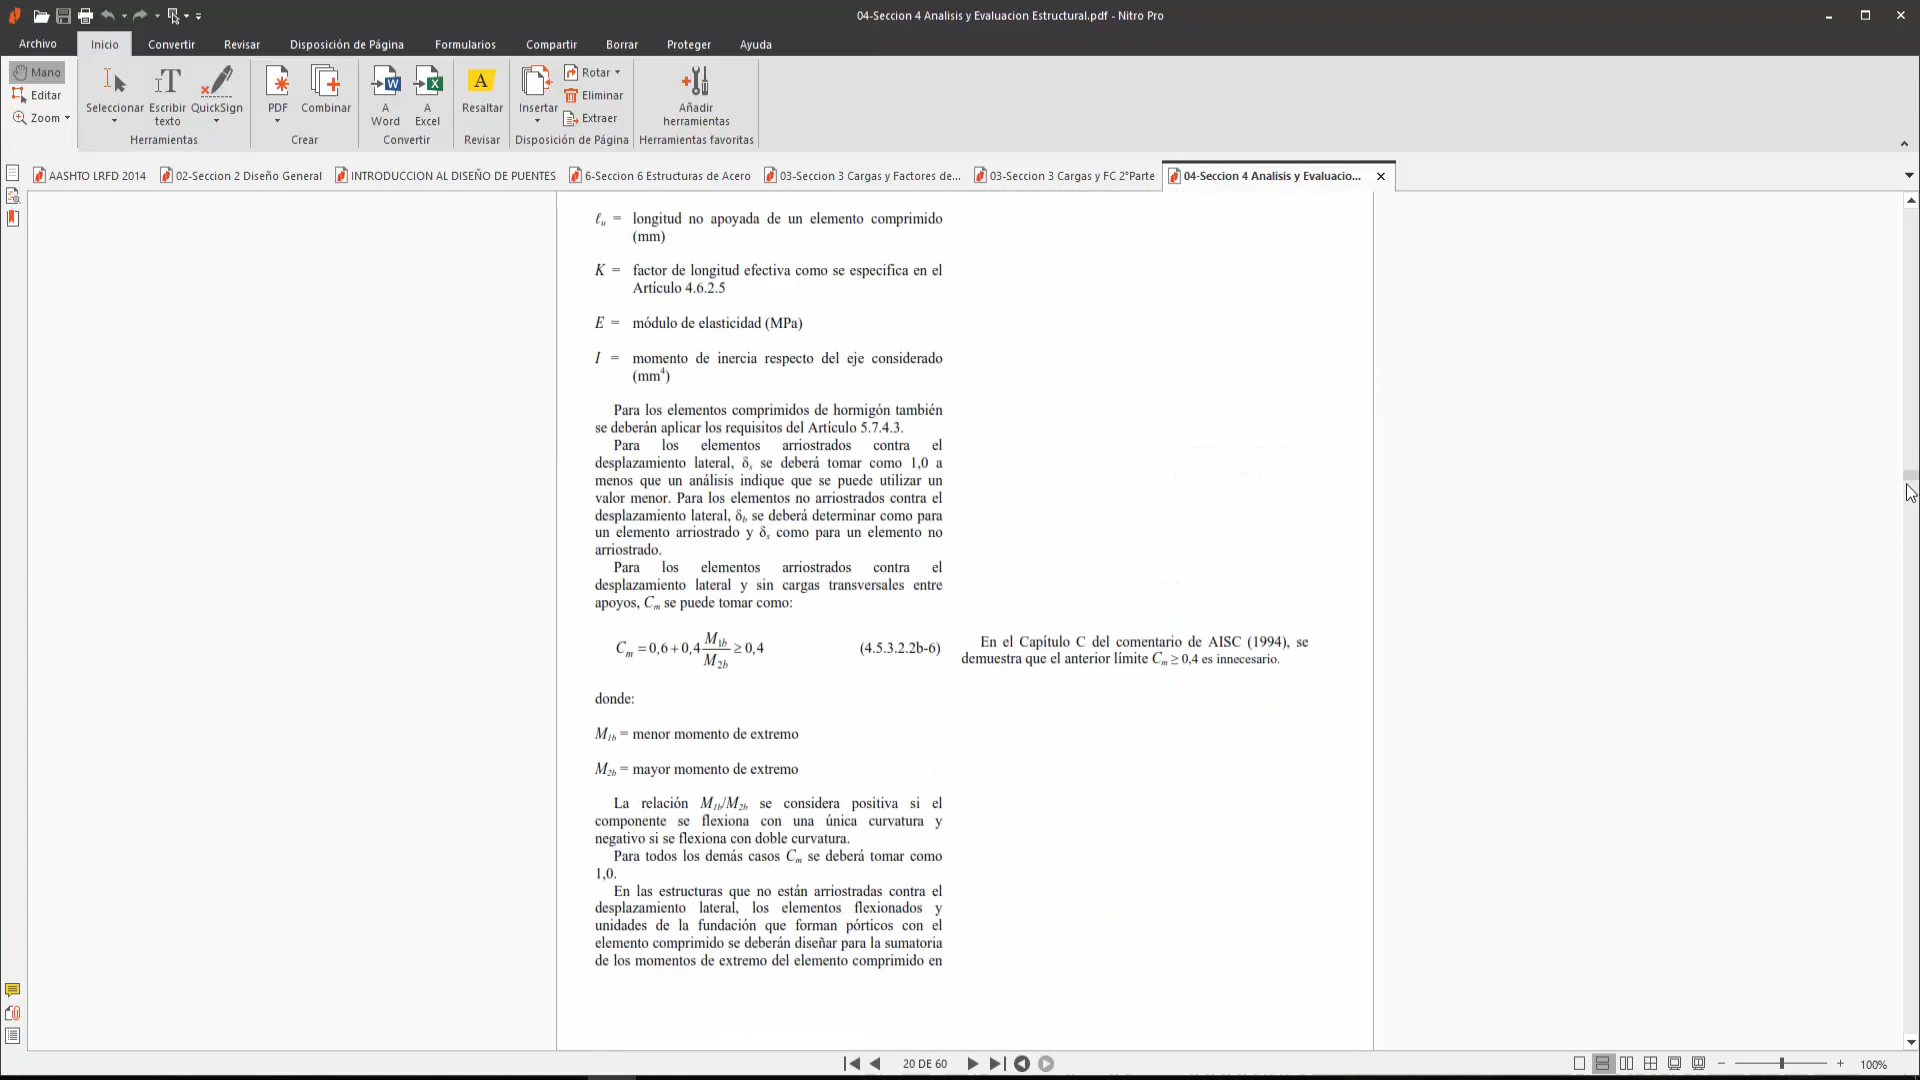 04-Seccion 4 Analisis y Evaluacion Estructural.pdf - Nitro Pro
Archivo Inicio Convertir Revisar Disposición de Página Formularios Compartir Borrar Proteger Ayuda
Mano
Editar
Zoom
Seleccionar
Escribir texto
QuickSign
Herramientas
PDF
Combinar
Crear
A Word
A Excel
Convertir
Resaltar
Revisar
Insertar
Rotar
Eliminar
Extraer
Disposición de Página
Añadir herramientas
Herramientas favoritas
AASHTO LRFD 2014
02-Seccion 2 Diseño General
INTRODUCCION AL DISEÑO DE PUENTES
6-Seccion 6 Estructuras de Acero
03-Seccion 3 Cargas y Factores de...
03-Seccion 3 Cargas y FC 2°Parte
04-Seccion 4 Analisis y Evaluacio...
ℓu = longitud no apoyada de un elemento comprimido
(mm)
K = factor de longitud efectiva como se especifica en el
Artículo 4.6.2.5
E = módulo de elasticidad (MPa)
I = momento de inercia respecto del eje considerado
(mm4)
Para los elementos comprimidos de hormigón también
se deberán aplicar los requisitos del Artículo 5.7.4.3.
Para los elementos arriostrados contra el
desplazamiento lateral, δs se deberá tomar como 1,0 a
menos que un análisis indique que se puede utilizar un
valor menor. Para los elementos no arriostrados contra el
desplazamiento lateral, δb se deberá determinar como para
un elemento arriostrado y δs como para un elemento no
arriostrado.
Para los elementos arriostrados contra el
desplazamiento lateral y sin cargas transversales entre
apoyos, Cm se puede tomar como:
Cm = 0,6 + 0,4 M1b/M2b ≥ 0,4 (4.5.3.2.2b-6)
En el Capítulo C del comentario de AISC (1994), se
demuestra que el anterior límite Cm ≥ 0,4 es innecesario.
donde:
M1b = menor momento de extremo
M2b = mayor momento de extremo
La relación M1b/M2b se considera positiva si el
componente se flexiona con una única curvatura y
negativo si se flexiona con doble curvatura.
Para todos los demás casos Cm se deberá tomar como
1,0.
En las estructuras que no están arriostradas contra el
desplazamiento lateral, los elementos flexionados y
unidades de la fundación que forman pórticos con el
elemento comprimido se deberán diseñar para la sumatoria
de los momentos de extremo del elemento comprimido en
20 DE 60
100%